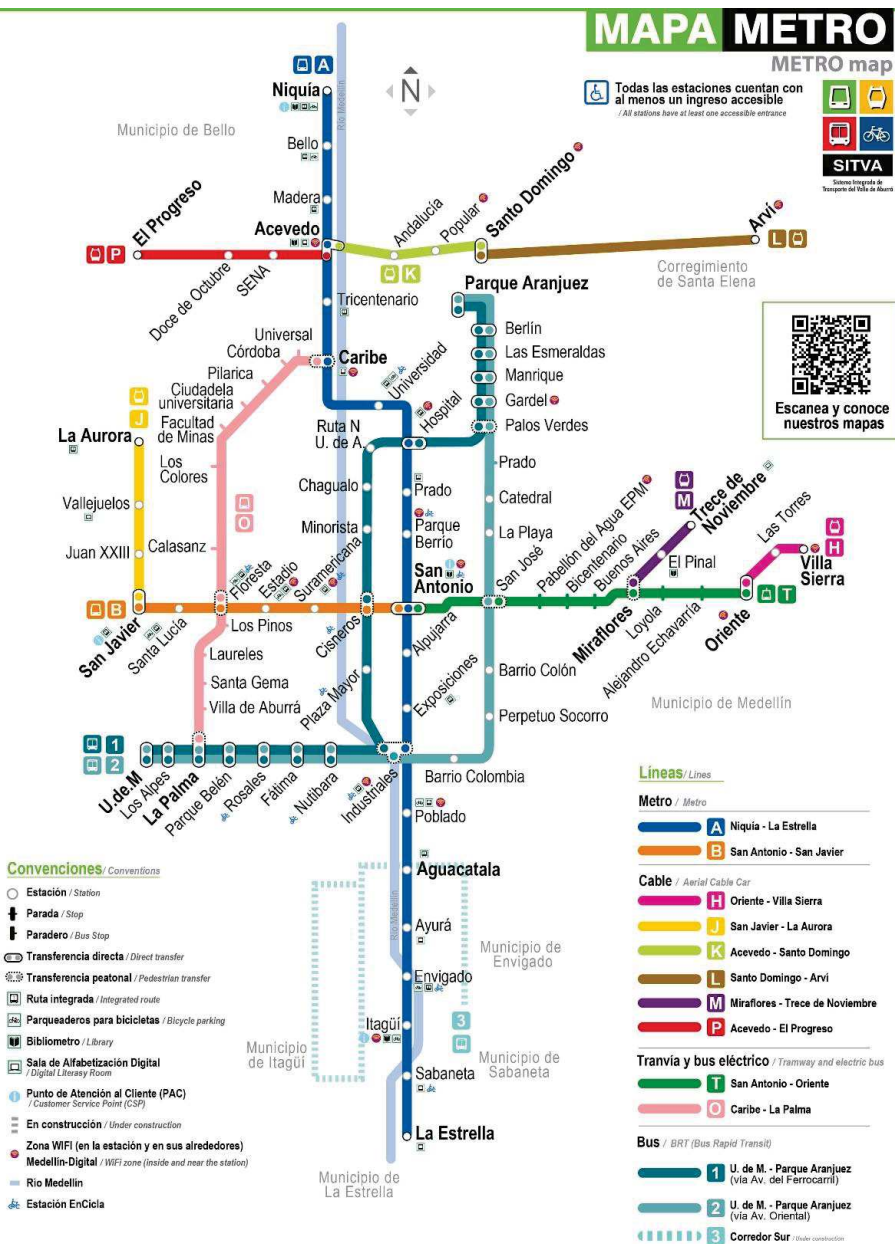 MAPA METRO
METRO map
Todas las estaciones cuentan con
al menos un ingreso accesible
/ All stations have at least one accessible entrance
SITVA
Sistema Integrado de
Transporte del Valle de Aburrá
A
Niquía
N
Río Medellín
Municipio de Bello
Bello
Madera
Acevedo
P
El Progreso
Doce de Octubre
SENA
Andalucía
Popular
Santo Domingo
K
Arví
L
Corregimiento
de Santa Elena
Tricentenario
Parque Aranjuez
Universal
Córdoba
Caribe
Pilarica
Ciudadela
universitaria
Facultad
de Minas
Los
Colores
Universidad
Hospital
Berlín
Las Esmeraldas
Manrique
Gardel
Palos Verdes
Escanea y conoce
nuestros mapas
J
La Aurora
Vallejuelos
Juan XXIII
Calasanz
O
Ruta N
U. de A.
Chagualo
Minorista
Prado
Parque
Berrío
San
Antonio
Prado
Catedral
La Playa
San José
Pabellón del Agua EPM
Bicentenario
Buenos Aires
M
Trece de
Noviembre
El Pinal
Las Torres
H
Villa
Sierra
B
San Javier
Santa Lucía
Floresta
Estadio
Suramericana
Cisneros
Alpujarra
Miraflores
Loyola
Alejandro Echavarría
Oriente
T
Los Pinos
Laureles
Santa Gema
Villa de Aburrá
Plaza Mayor
Exposiciones
Barrio Colón
Perpetuo Socorro
Municipio de Medellín
1
2
U.de.M
Los Alpes
La Palma
Parque Belén
Rosales
Fátima
Nutibara
Industriales
Barrio Colombia
Poblado
Aguacatala
Ayurá
Río Medellín
Municipio de
Envigado
Envigado
Itagüí
3
Municipio
de Itagüí
Municipio de
Sabaneta
Sabaneta
La Estrella
Municipio de
La Estrella
Convenciones / Conventions
Estación / Station
Parada / Stop
Paradero / Bus Stop
Transferencia directa / Direct transfer
Transferencia peatonal / Pedestrian transfer
Ruta integrada / Integrated route
Parqueaderos para bicicletas / Bicycle parking
Bibliometro / Library
Sala de Alfabetización Digital
/ Digital Literasy Room
Punto de Atención al Cliente (PAC)
/ Customer Service Point (CSP)
En construcción / Under construction
Zona WIFI (en la estación y en sus alrededores)
Medellín-Digital / WiFi zone (inside and near the station)
Rio Medellín
Estación EnCicla
Líneas / Lines
Metro / Metro
A Niquía - La Estrella
B San Antonio - San Javier
Cable / Aerial Cable Car
H Oriente - Villa Sierra
J San Javier - La Aurora
K Acevedo - Santo Domingo
L Santo Domingo - Arví
M Miraflores - Trece de Noviembre
P Acevedo - El Progreso
Tranvía y bus eléctrico / Tramway and electric bus
T San Antonio - Oriente
O Caribe - La Palma
Bus / BRT (Bus Rapid Transit)
1 U. de M. - Parque Aranjuez
(vía Av. del Ferrocarril)
2 U. de M. - Parque Aranjuez
(vía Av. Oriental)
3 Corredor Sur / Under construction